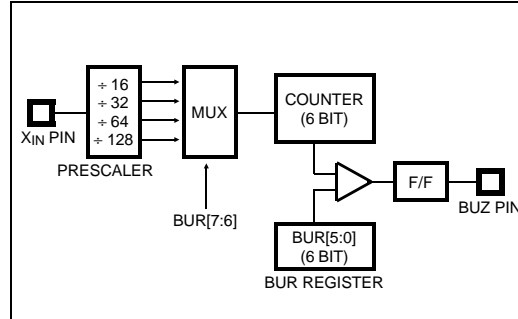 ÷ 16
÷ 32
÷ 64
÷ 128
XIN PIN
PRESCALER
MUX
BUR[7:6]
COUNTER
(6 BIT)
F/F
BUZ PIN
BUR[5:0]
(6 BIT)
BUR REGISTER